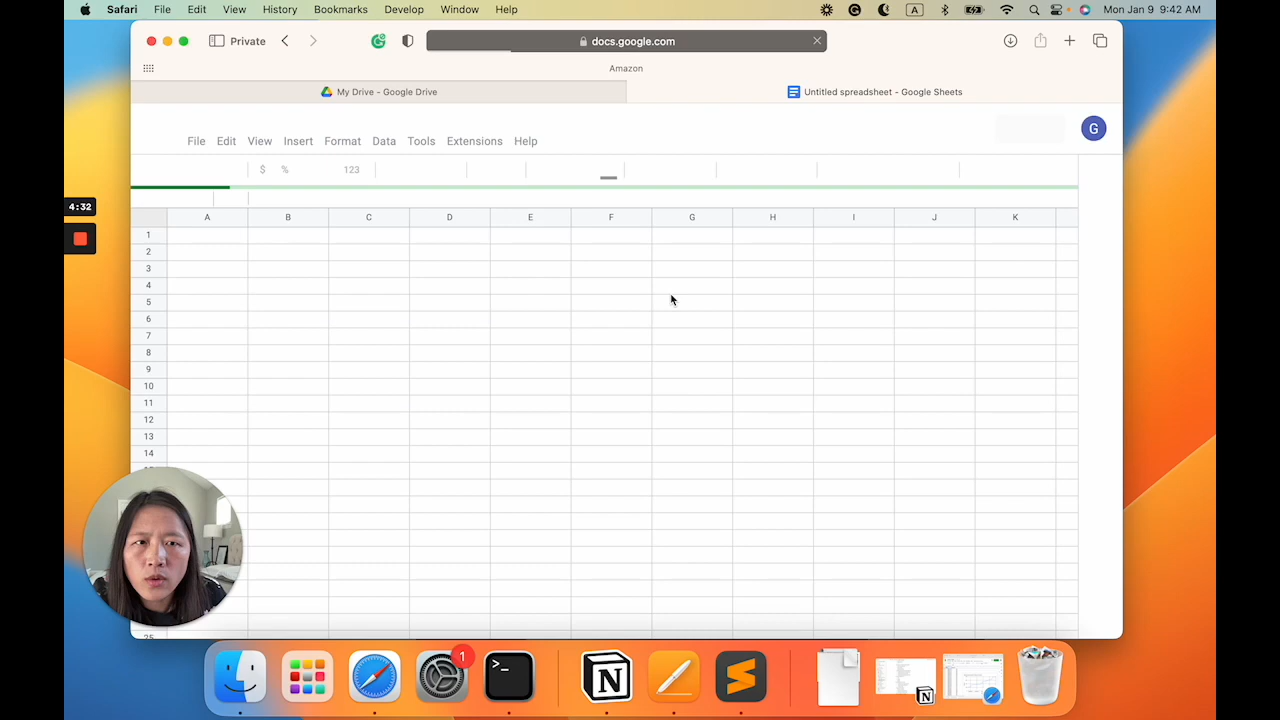 Safari File Edit View History Bookmarks Develop Window Help A Mon Jan 9 9:42 AM
Private docs.google.com
Amazon
My Drive – Google Drive Untitled spreadsheet - Google Sheets
G
File Edit View Insert Format Data Tools Extensions Help
$ % 123
4:32
A B C D E F G H I J K
1
2
3
4
5
6
7
8
9
10
11
12
13
14
25
1
>_
N
N